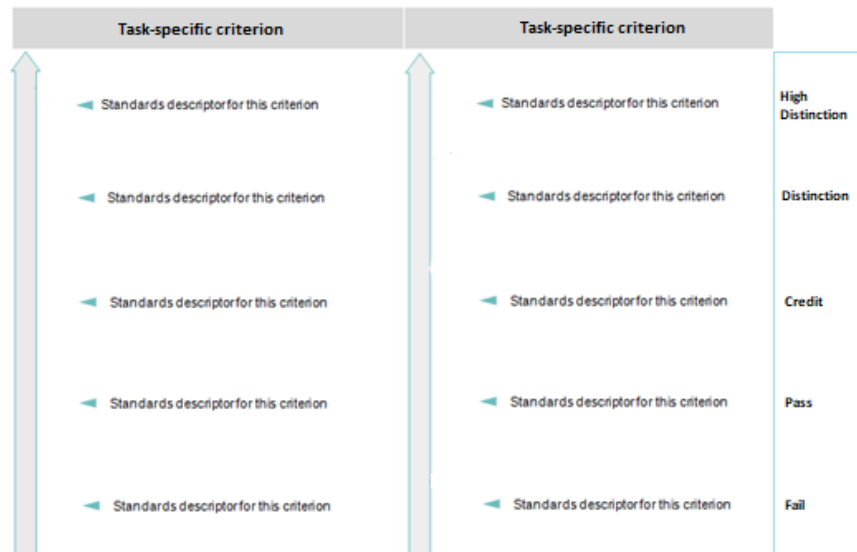 Task-specific criterion
Task-specific criterion
Standards descriptor for this criterion
Standards descriptor for this criterion
High
Distinction
Standards descriptor for this criterion
Standards descriptor for this criterion
Distinction
Standards descriptor for this criterion
Standards descriptor for this criterion
Credit
Standards descriptor for this criterion
Standards descriptor for this criterion
Pass
Standards descriptor for this criterion
Standards descriptor for this criterion
Fail